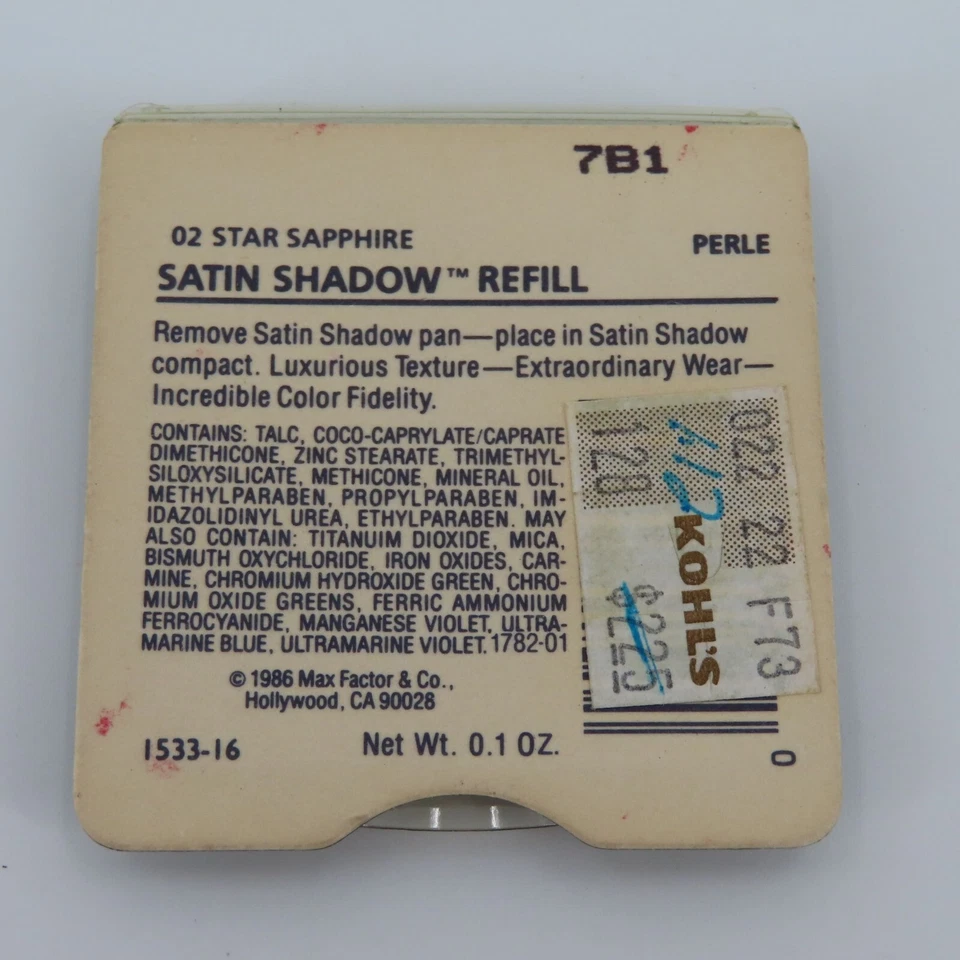 7B1
02 STAR SAPPHIRE
PERLE
SATIN SHADOW™ REFILL
Remove Satin Shadow pan—place in Satin Shadow
compact. Luxurious Texture—Extraordinary Wear—
Incredible Color Fidelity.
CONTAINS: TALC, COCO-CAPRYLATE/CAPRATE
DIMETHICONE, ZINC STEARATE, TRIMETHYL-
SILOXYSILICATE, METHICONE, MINERAL OIL,
METHYLPARABEN, PROPYLPARABEN, IM-
IDAZOLIDINYL UREA, ETHYLPARABEN. MAY
ALSO CONTAIN: TITANUIM DIOXIDE, MICA,
BISMUTH OXYCHLORIDE, IRON OXIDES, CAR-
MINE, CHROMIUM HYDROXIDE GREEN, CHRO-
MIUM OXIDE GREENS, FERRIC AMMONIUM
FERROCYANIDE, MANGANESE VIOLET, ULTRA-
MARINE BLUE, ULTRAMARINE VIOLET. 1782-01
© 1986 Max Factor & Co.,
Hollywood, CA 90028
1533-16
Net Wt. 0.1 OZ.
022 22 F73
KOHL'S
128
$225
0